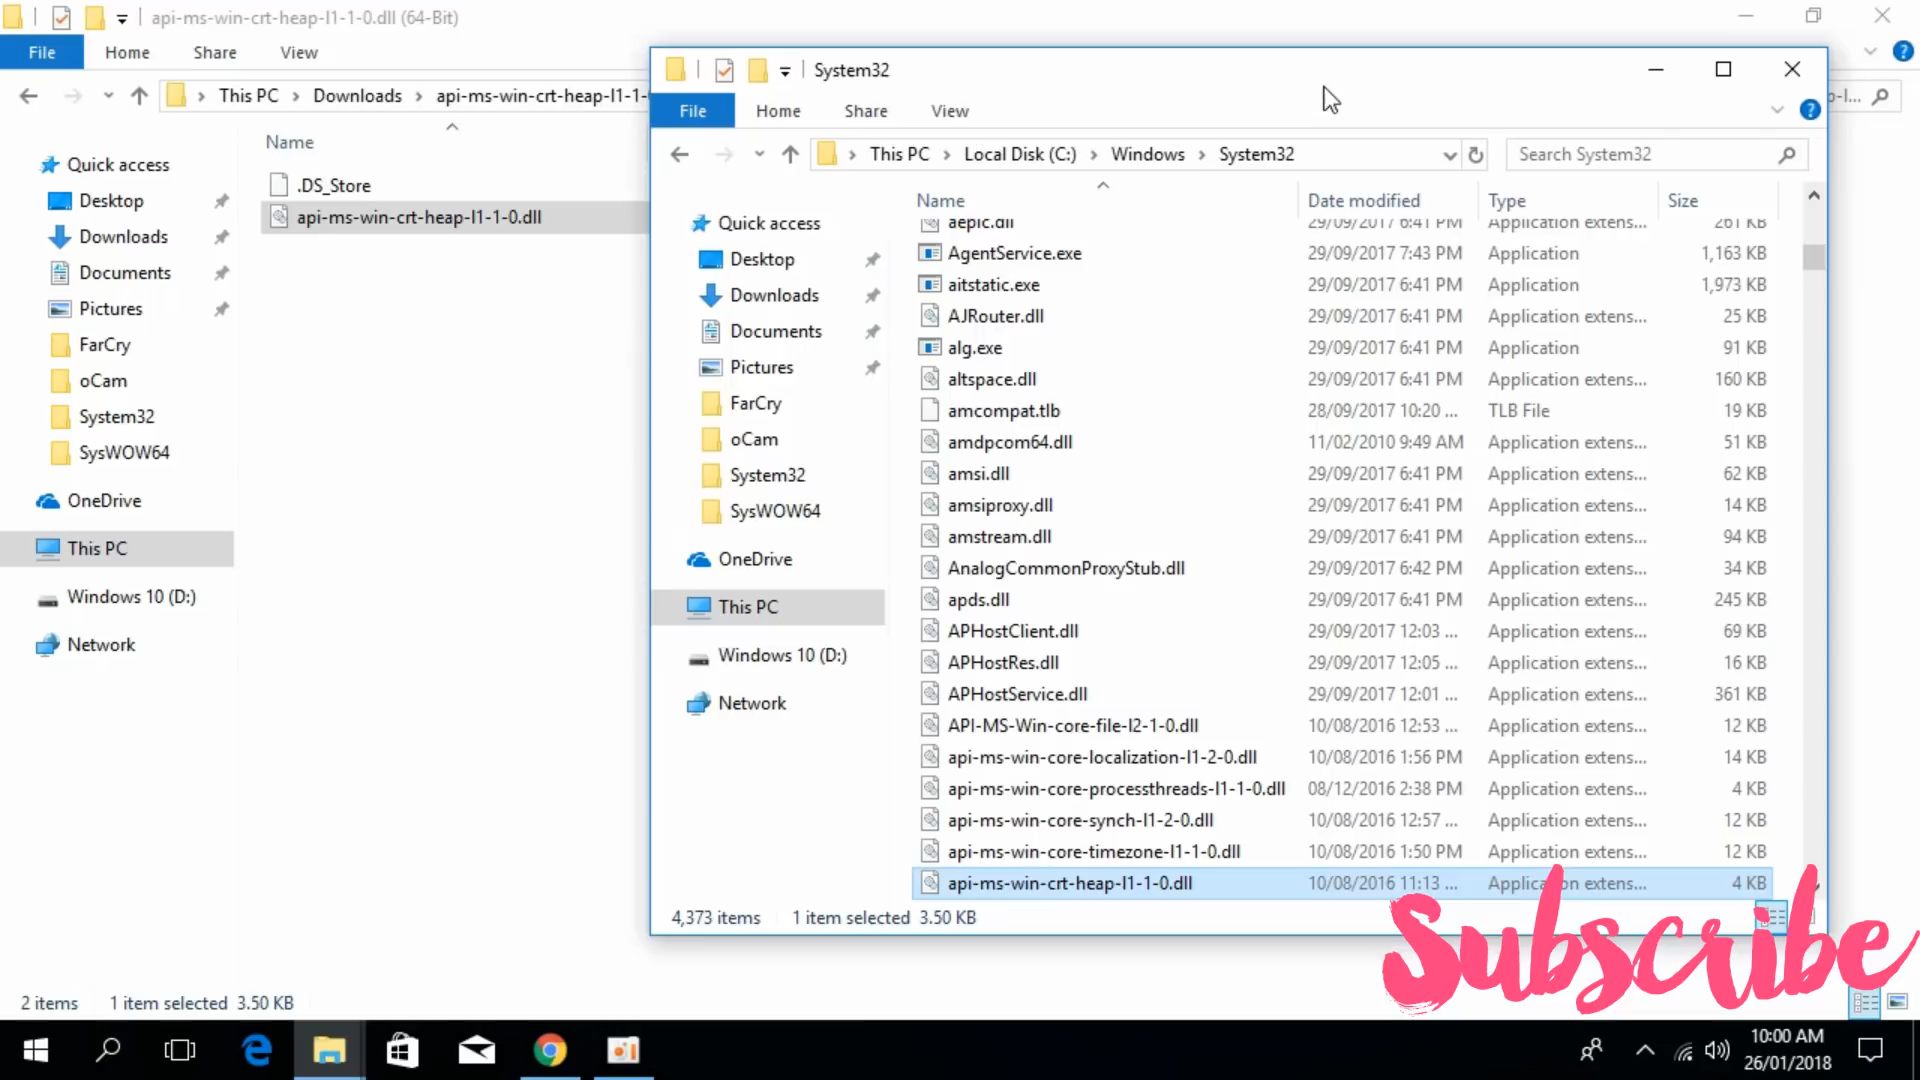 api-ms-win-crt-heap-l1-1-0.dll (64-Bit)
File Home Share View
This PC Downloads api-ms-win-crt-heap-l1-1-
Name
Quick access
Desktop
Downloads
Documents
Pictures
FarCry
oCam
System32
SysWOW64
OneDrive
This PC
Windows 10 (D:)
Network
.DS_Store
api-ms-win-crt-heap-l1-1-0.dll
2 items 1 item selected 3.50 KB
System32
File Home Share View
This PC Local Disk (C:) Windows System32
Search System32
Quick access
Desktop
Downloads
Documents
Pictures
FarCry
oCam
System32
SysWOW64
OneDrive
This PC
Windows 10 (D:)
Network
Name Date modified Type Size
aepic.dll 29/09/2017 6:41 PM Application extens... 261 KB
AgentService.exe 29/09/2017 7:43 PM Application 1,163 KB
aitstatic.exe 29/09/2017 6:41 PM Application 1,973 KB
AJRouter.dll 29/09/2017 6:41 PM Application extens... 25 KB
alg.exe 29/09/2017 6:41 PM Application 91 KB
altspace.dll 29/09/2017 6:41 PM Application extens... 160 KB
amcompat.tlb 28/09/2017 10:20 ... TLB File 19 KB
amdpcom64.dll 11/02/2010 9:49 AM Application extens... 51 KB
amsi.dll 29/09/2017 6:41 PM Application extens... 62 KB
amsiproxy.dll 29/09/2017 6:41 PM Application extens... 14 KB
amstream.dll 29/09/2017 6:41 PM Application extens... 94 KB
AnalogCommonProxyStub.dll 29/09/2017 6:42 PM Application extens... 34 KB
apds.dll 29/09/2017 6:41 PM Application extens... 245 KB
APHostClient.dll 29/09/2017 12:03 ... Application extens... 69 KB
APHostRes.dll 29/09/2017 12:05 ... Application extens... 16 KB
APHostService.dll 29/09/2017 12:01 ... Application extens... 361 KB
API-MS-Win-core-file-l2-1-0.dll 10/08/2016 12:53 ... Application extens... 12 KB
api-ms-win-core-localization-l1-2-0.dll 10/08/2016 1:56 PM Application extens... 14 KB
api-ms-win-core-processthreads-l1-1-0.dll 08/12/2016 2:38 PM Application extens... 4 KB
api-ms-win-core-synch-l1-2-0.dll 10/08/2016 12:57 ... Application extens... 12 KB
api-ms-win-core-timezone-l1-1-0.dll 10/08/2016 1:50 PM Application extens... 12 KB
api-ms-win-crt-heap-l1-1-0.dll 10/08/2016 11:13 ... Application extens... 4 KB
4,373 items 1 item selected 3.50 KB
Subscribe
10:00 AM
26/01/2018